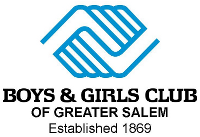 BOYS & GIRLS CLUB
OF GREATER SALEM
Established 1869